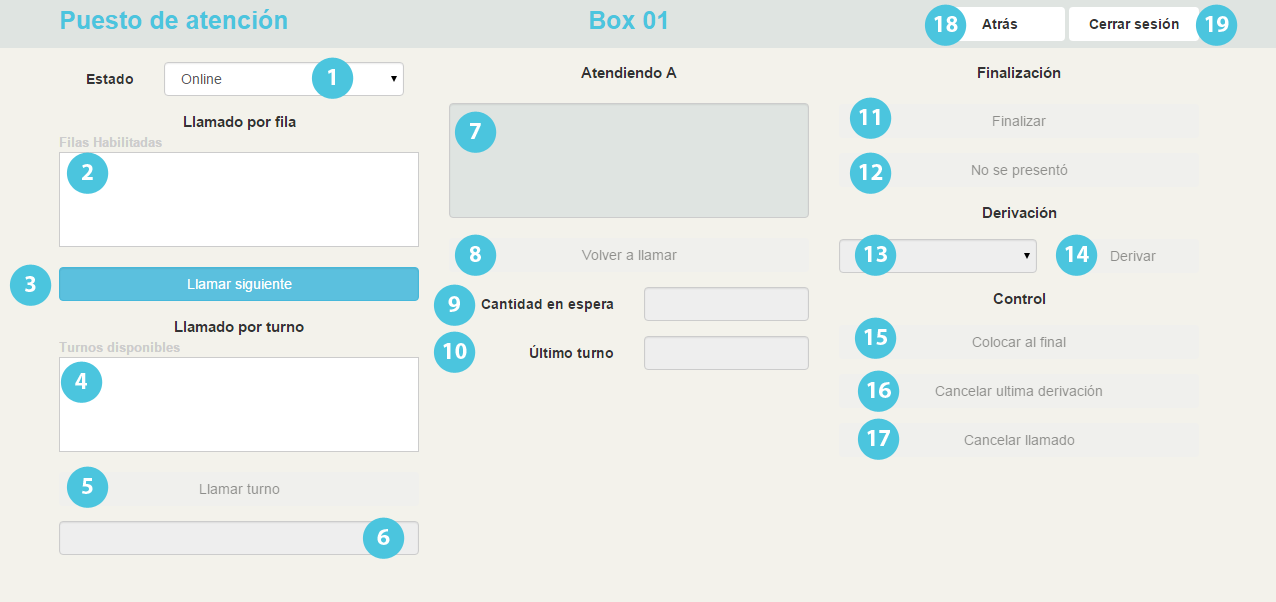 Puesto de atención
Box 01
18 Atrás
Cerrar sesión 19
Estado
Online 1
Llamado por fila
Filas Habilitadas
2
3 Llamar siguiente
Llamado por turno
Turnos disponibles
4
5 Llamar turno
6
Atendiendo A
7
8 Volver a llamar
9 Cantidad en espera
10 Último turno
Finalización
11 Finalizar
12 No se presentó
Derivación
13
14 Derivar
Control
15 Colocar al final
16 Cancelar ultima derivación
17 Cancelar llamado